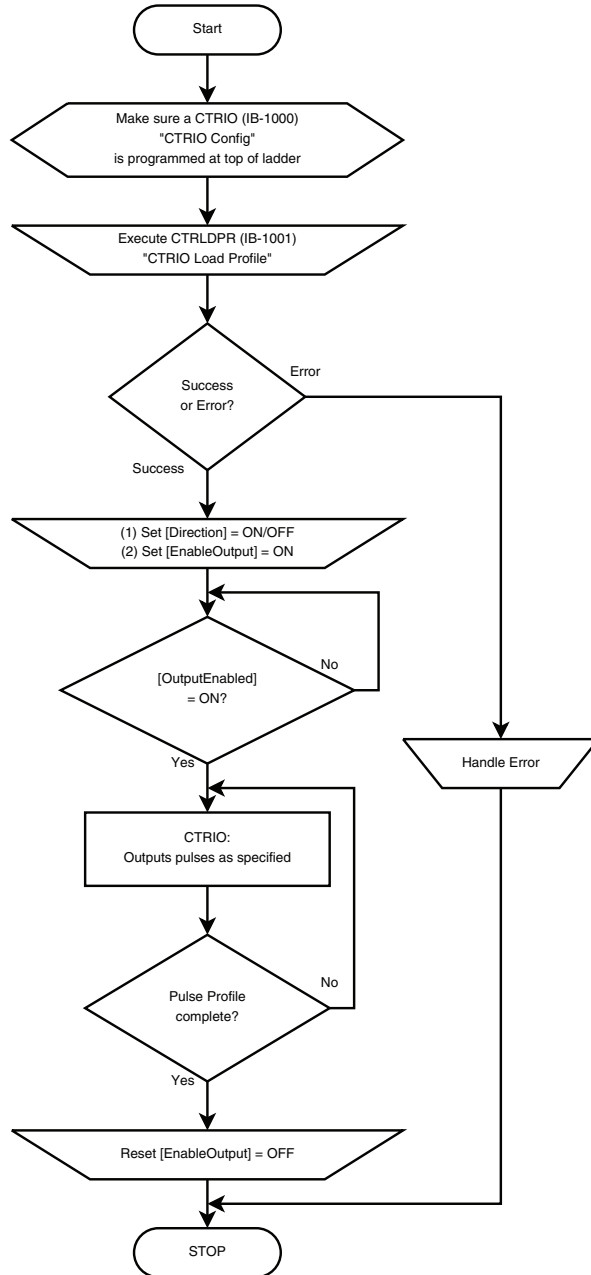 Start
Make sure a CTRIO (IB-1000)
"CTRIO Config"
is programmed at top of ladder
Execute CTRLDPR (IB-1001)
"CTRIO Load Profile"
Success
or Error?
Error
Success
(1) Set [Direction] = ON/OFF
(2) Set [EnableOutput] = ON
[OutputEnabled]
= ON?
No
Yes
Handle Error
CTRIO:
Outputs pulses as specified
Pulse Profile
complete?
No
Yes
Reset [EnableOutput] = OFF
STOP